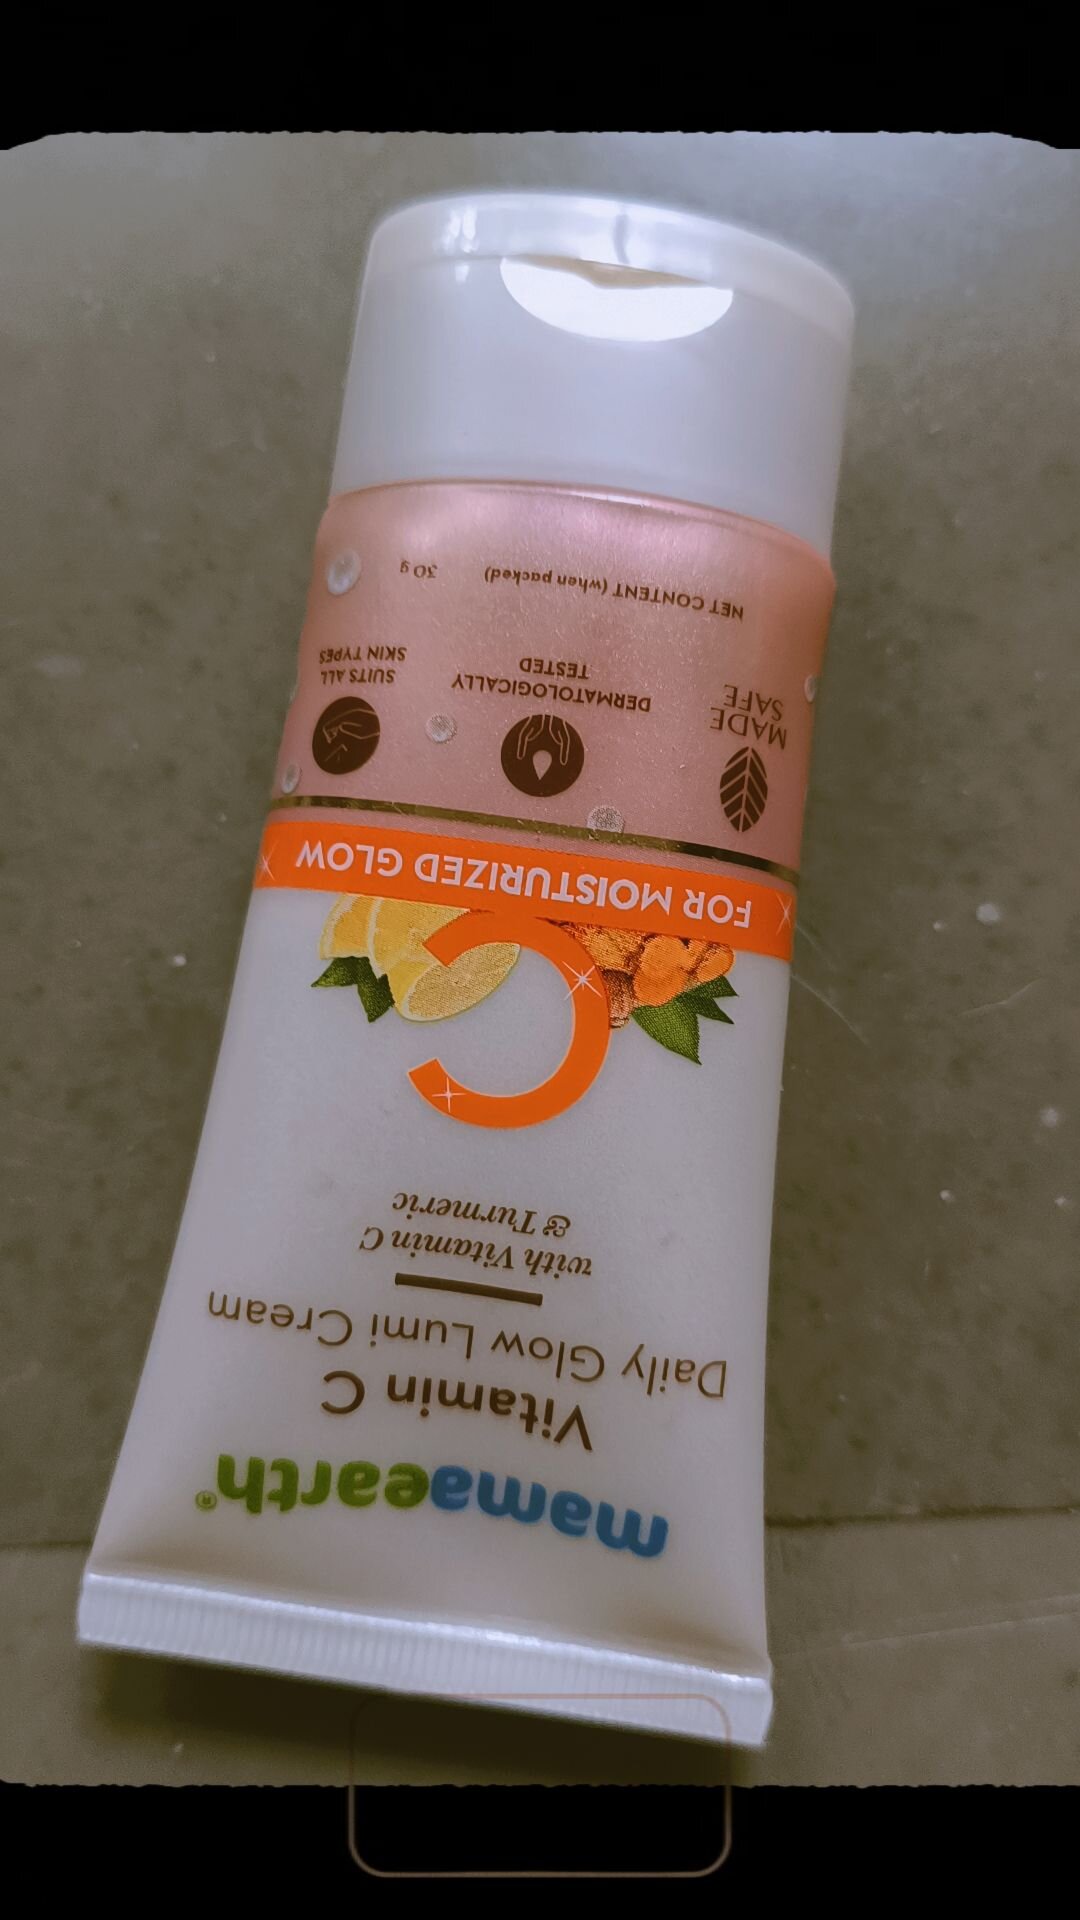 mamaearth®
Vitamin C
Daily Glow Lumi Cream
with Vitamin C
& Turmeric
C
FOR MOISTURIZED GLOW
MADE
SAFE
DERMATOLOGICALLY
TESTED
SUITS ALL
SKIN TYPES
NET CONTENT (when packed) 30 g